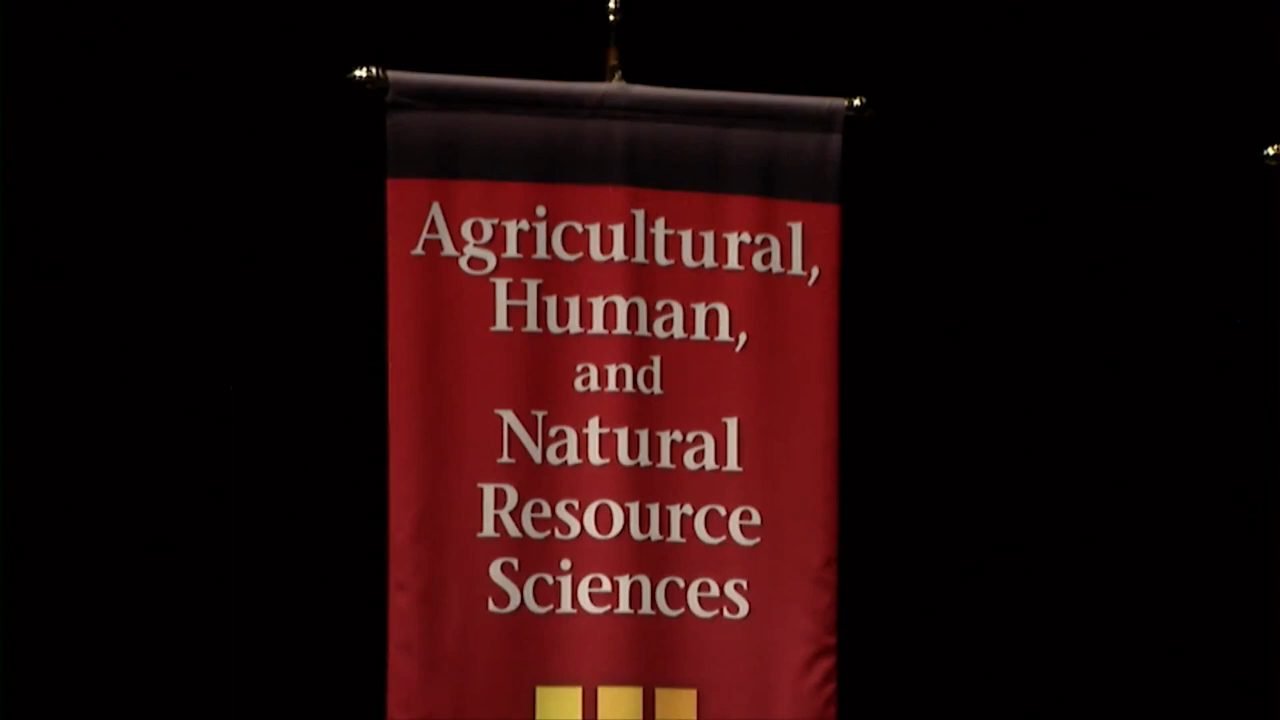 Agricultural,
Human,
and
Natural
Resource
Sciences